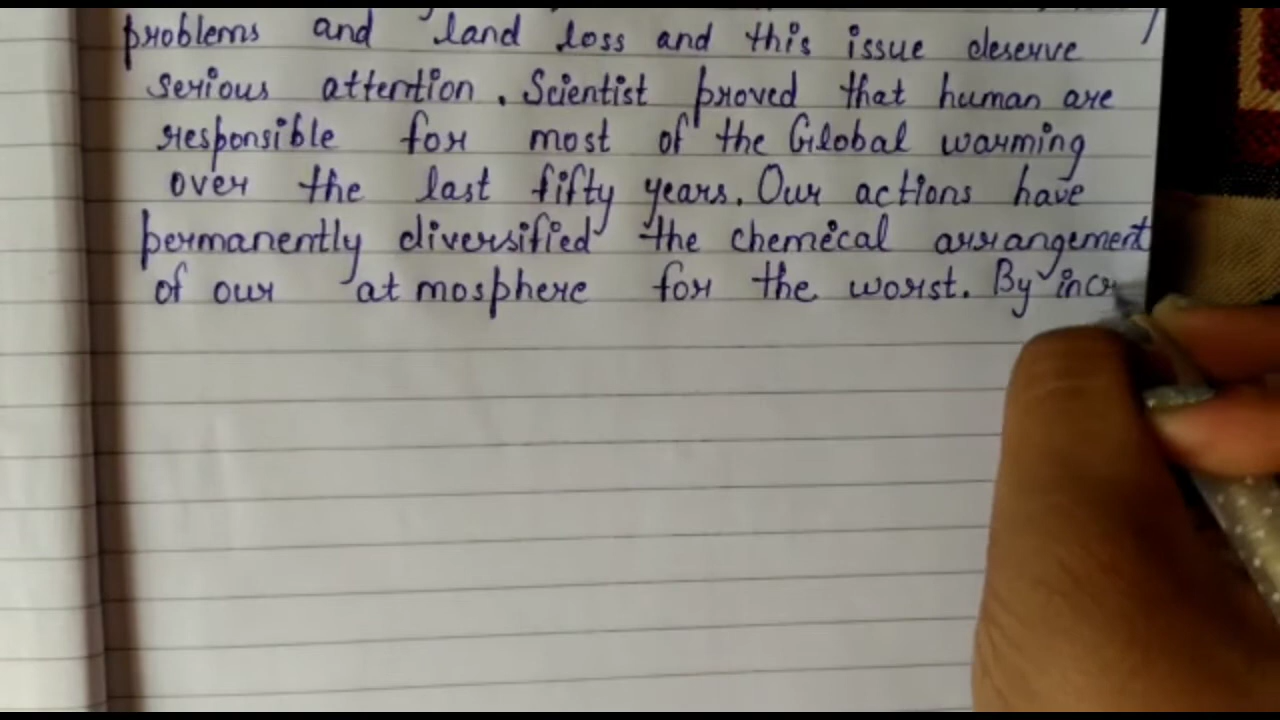 problems and land loss and this issue deserve
serious attention. Scientist proved that human are
responsible for most of the Global warming
over the last fifty years. Our actions have
permanently diversified the chemical arrangement
of our atmosphere for the worst. By incr